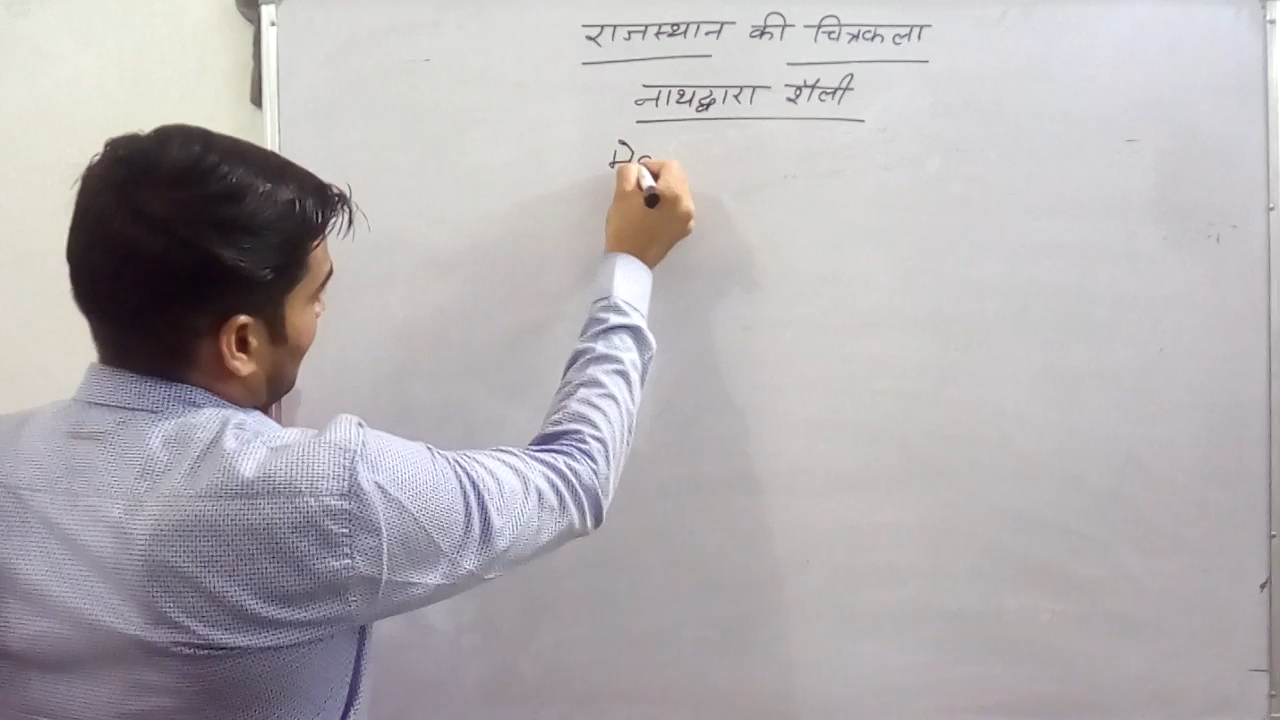 राजस्थान की चित्रकला
नाथद्वारा शैली